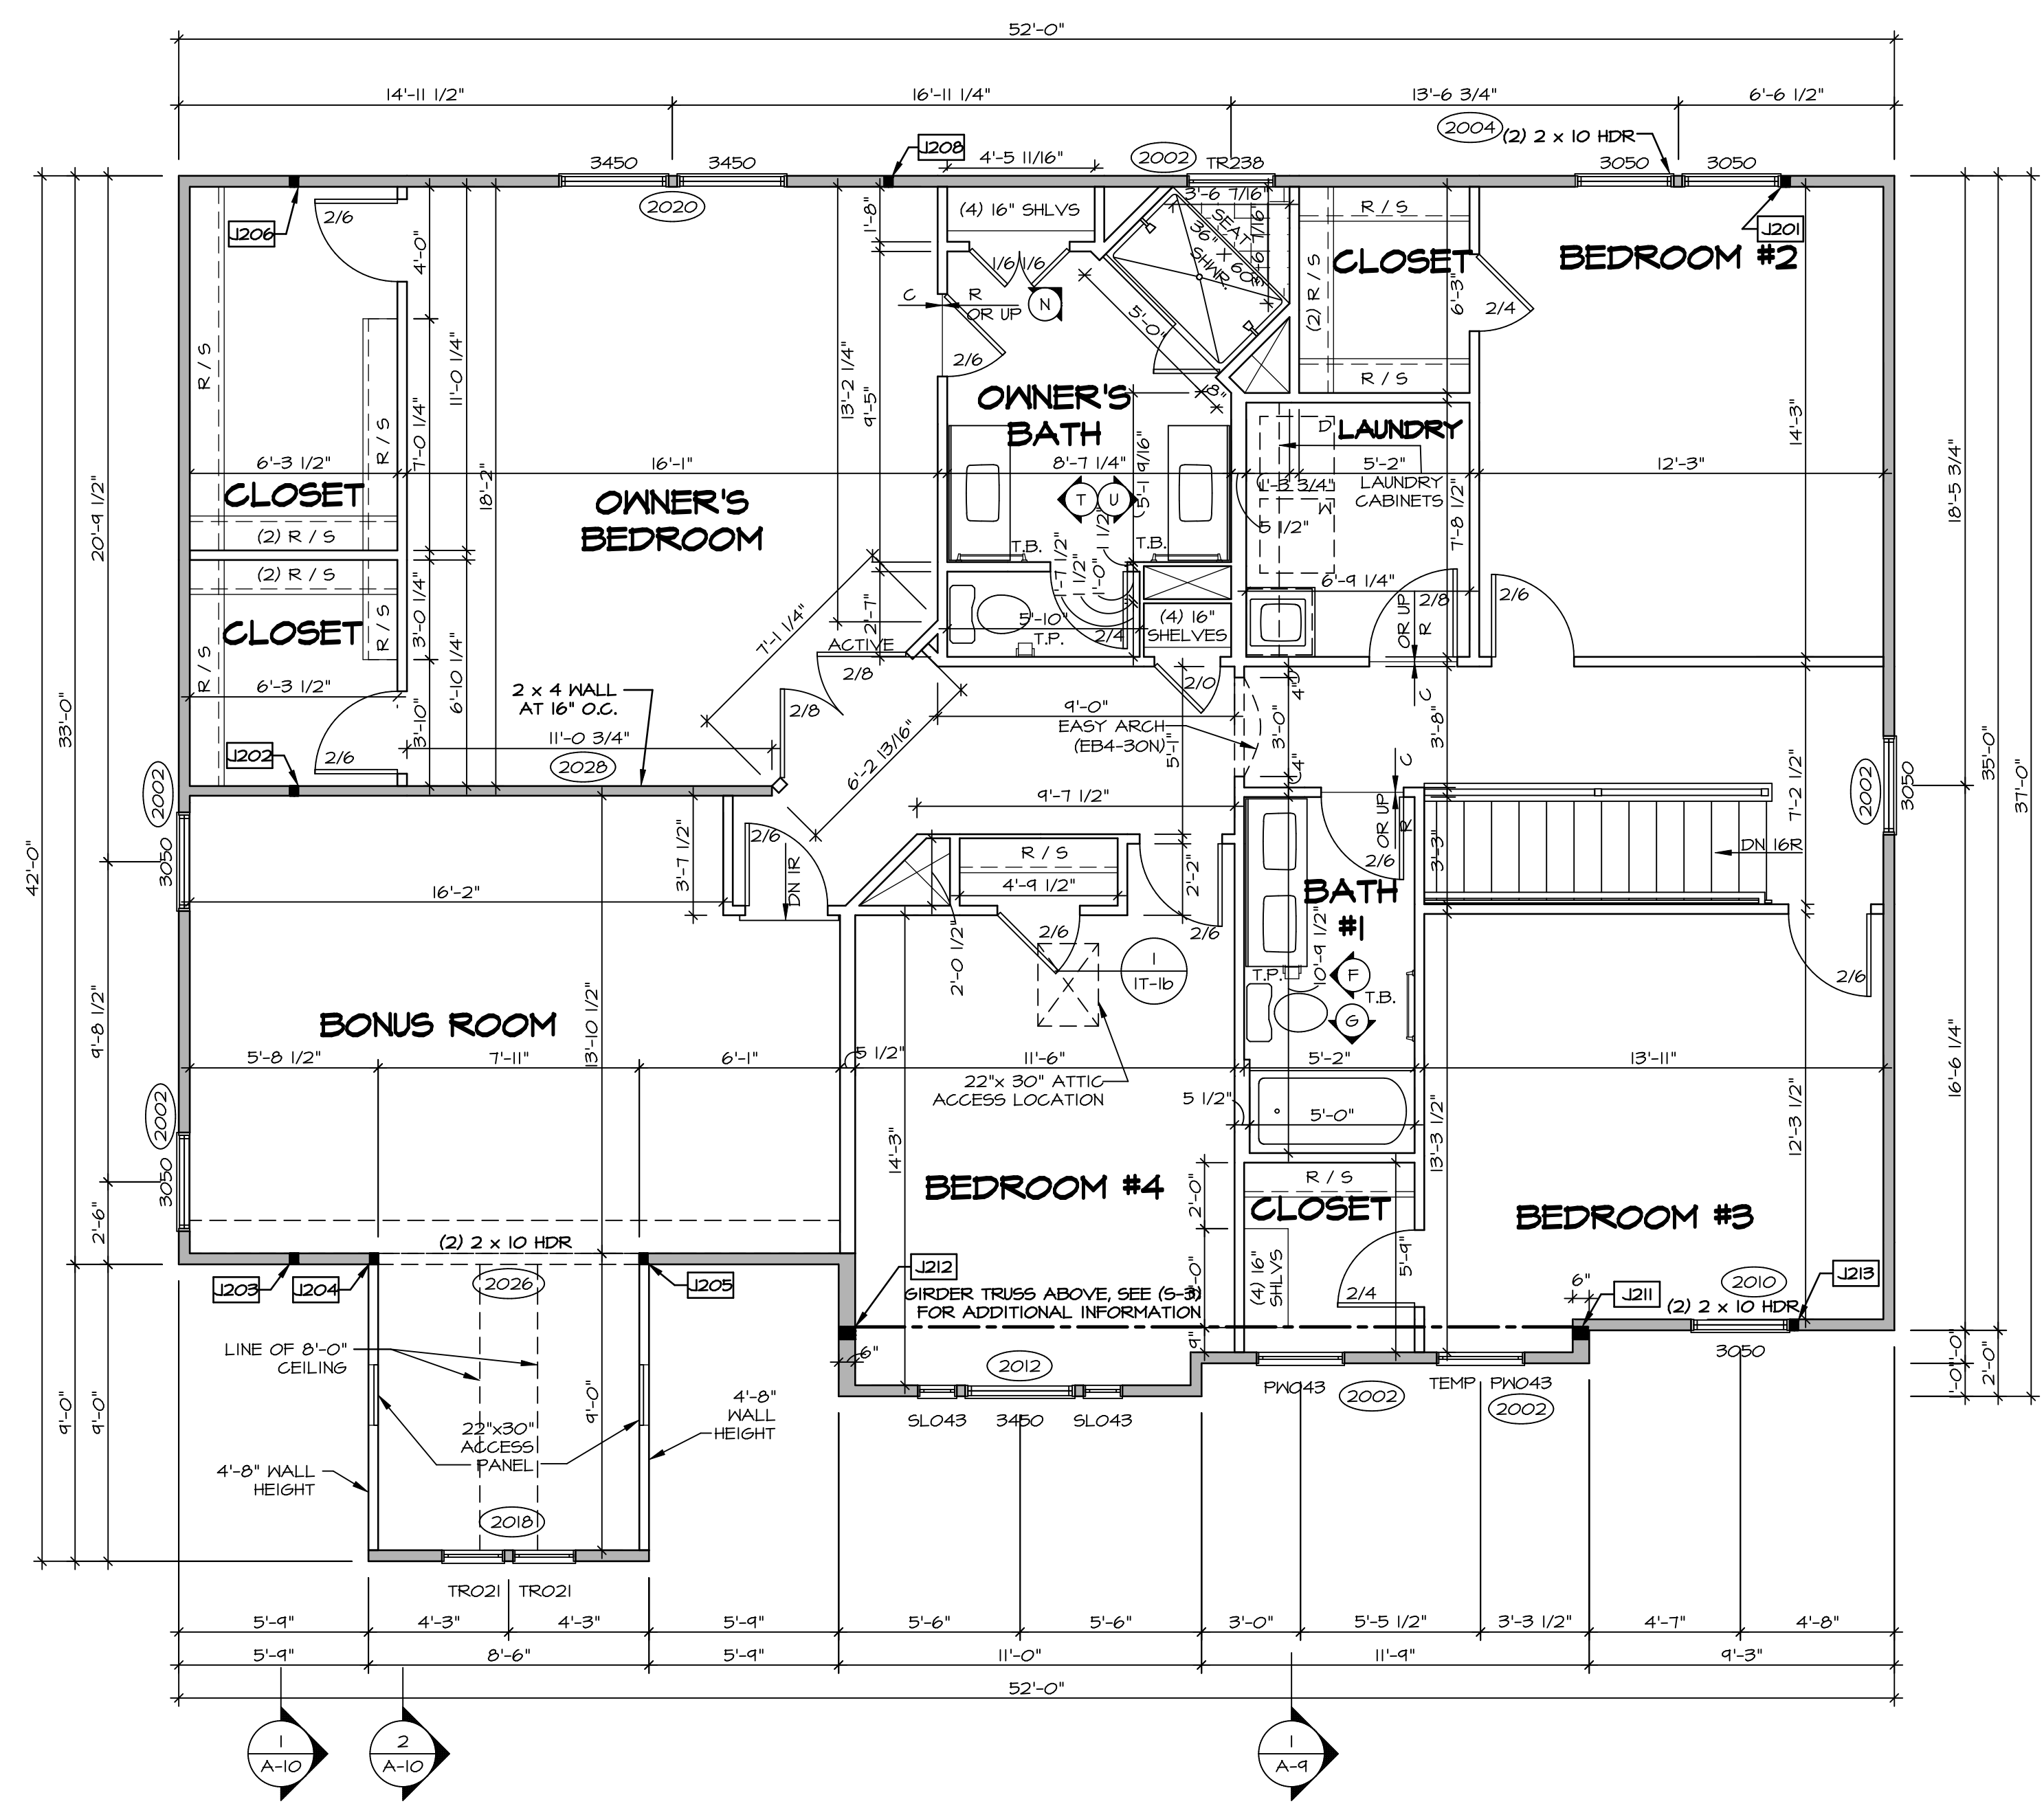 52'-0"
14'-11 1/2"
16'-11 1/4"
13'-6 3/4"
6'-6 1/2"
2004
(2) 2 x 10 HDR
J208
4'-5 11/16"
2002
TR238
3450
3450
3050
3050
2020
J206
2/6
4'-0"
1'-8"
(4) 16" SHLVS
3'-6 7/16"
SEAT
36" X 60"
SHWR.
R / S
CLOSET
BEDROOM #2
J201
1/6
1/6
C
R
OR UP
N
(2) R / S
6'-3"
2/4
5'-0"
2/6
R / S
R / S
11'-0 1/4"
13'-2 1/4"
9'-5"
R / S
OWNER'S
BATH
D
LAUNDRY
14'-3"
7'-0 1/4"
R / S
5'-1 9/16"
6'-3 1/2"
16'-1"
8'-7 1/4"
5'-2"
12'-3"
18'-2"
20'-9 1/2"
18'-5 3/4"
CLOSET
OWNER'S
BEDROOM
T
U
1'-3 3/4"
LAUNDRY
CABINETS
W
5 1/2"
7'-8 1/2"
(2) R / S
T.B.
T.B.
(2) R / S
6'-9 1/4"
3'-0 1/4"
R / S
CLOSET
R / S
6'-3 1/2"
7'-1 1/4"
2'-7"
5'-10"
T.P.
2/4
(4) 16"
SHELVES
2/8
2/6
OR UP
R
C
ACTIVE
2/8
2/8
6'-10 1/4"
3'-10"
2 x 4 WALL
AT 16" O.C.
11'-0 3/4"
2028
J202
2/6
6'-2 13/16"
9'-0"
EASY ARCH
(EB4-30N)
5'-1"
2/0
4"
3'-0"
4"
3'-8"
C
33'-0"
35'-0"
37'-0"
42'-0"
2002
3050
9'-7 1/2"
OR UP
R
2/6
3'-3"
7'-2 1/2"
DN 16R
2002
3050
3'-7 1/2"
2/6
DN 1R
16'-2"
R / S
4'-9 1/2"
2'-2"
2/6
2/6
2'-0 1/2"
BATH
#1
10'-9 1/2"
T.P.
F
T.B.
G
X
1
1T-1b
2/6
BONUS ROOM
9'-8 1/2"
13'-10 1/2"
5'-8 1/2"
7'-11"
6'-1"
5 1/2"
11'-6"
5'-2"
13'-11"
16'-6 1/4"
22"x 30" ATTIC
ACCESS LOCATION
5 1/2"
5'-0"
13'-3 1/2"
12'-3 1/2"
2002
3050
14'-3"
BEDROOM #4
2'-0"
R / S
CLOSET
BEDROOM #3
2'-6"
(2) 2 x 10 HDR
2026
J203
J204
J205
J212
GIRDER TRUSS ABOVE, SEE (S-3)
FOR ADDITIONAL INFORMATION
(4) 16"
SHLVS
5'-9"
2/4
6"
J211
2010
J213
(2) 2 x 10 HDR
9"
6"
2012
3050
LINE OF 8'-0"
CEILING
PW043
2002
TEMP
PW043
2002
2'-0"
4'-8"
WALL
HEIGHT
SL043
3450
SL043
9'-0"
9'-0"
9'-0"
22"x30"
ACCESS
PANEL
4'-8" WALL
HEIGHT
2018
TR021
TR021
5'-9"
4'-3"
4'-3"
5'-9"
5'-6"
5'-6"
3'-0"
5'-5 1/2"
3'-3 1/2"
4'-7"
4'-8"
5'-9"
8'-6"
5'-9"
11'-0"
11'-9"
9'-3"
52'-0"
1
A-10
2
A-10
1
A-9